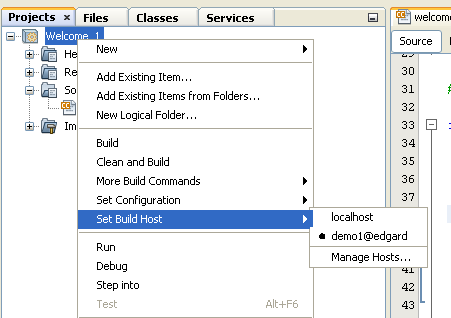 Projects × Files Classes Services
welcome
Source
Welcome_1
New
He
Re
So
Im
Add Existing Item...
Add Existing Items from Folders...
New Logical Folder...
Build
Clean and Build
More Build Commands
Set Configuration
Set Build Host
Run
Debug
Step into
Test Alt+F6
localhost
demo1@edgard
Manage Hosts...
29
30
31
32
33
34
35
36
37
41
42
43
#